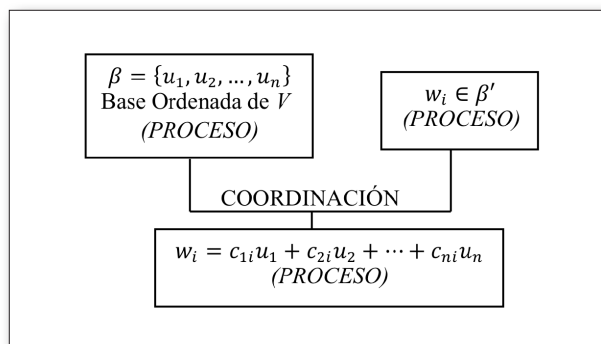 β = {u₁, u₂, …, uₙ}
Base Ordenada de V
(PROCESO)
wᵢ ∈ β′
(PROCESO)
COORDINACIÓN
wᵢ = c₁ᵢu₁ + c₂ᵢu₂ + ⋯ + cₙᵢuₙ
(PROCESO)